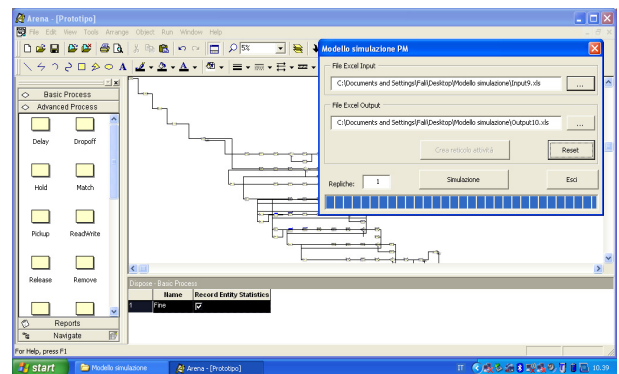 Arena - [Prototipo]
File Edit View Tools Arrange Object Run Window Help
5%
Modello simulazione PM
File Excel Input
C:\Documents and Settings\Fali\Desktop\Modello simulazione\Input9.xls
...
File Excel Output
C:\Documents and Settings\Fali\Desktop\Modello simulazione\Output10.xls
...
Crea reticolo attività
Reset
Repliche:
1
Simulazione
Esci
Basic Process
Advanced Process
Delay
Dropoff
Hold
Match
Pickup
ReadWrite
Release
Remove
Reports
Navigate
Dispose - Basic Process
Name
Record Entity Statistics
1
Fine
For Help, press F1
start
Modello simulazione
Arena - [Prototipo]
IT
10.39